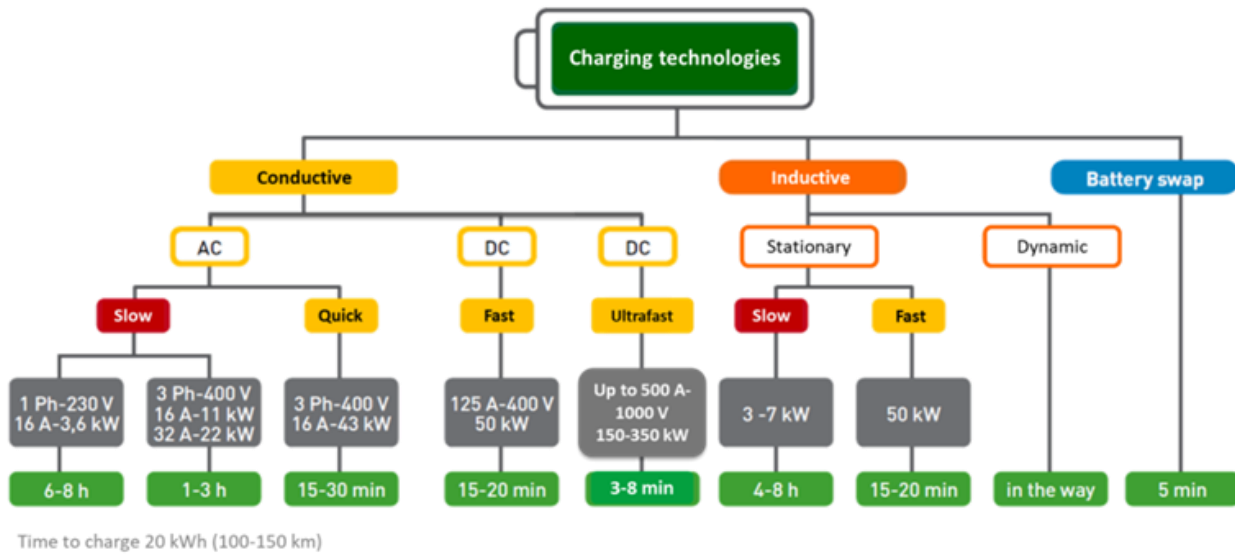 Charging technologies
Conductive
Inductive
Battery swap
AC
DC
DC
Stationary
Dynamic
Slow
Quick
Fast
Ultrafast
Slow
Fast
1 Ph-230 V
16 A-3,6 kW
3 Ph-400 V
16 A-11 kW
32 A-22 kW
3 Ph-400 V
16 A-43 kW
125 A-400 V
50 kW
Up to 500 A-
1000 V
150-350 kW
3 -7 kW
50 kW
6-8 h
1-3 h
15-30 min
15-20 min
3-8 min
4-8 h
15-20 min
in the way
5 min
Time to charge 20 kWh (100-150 km)